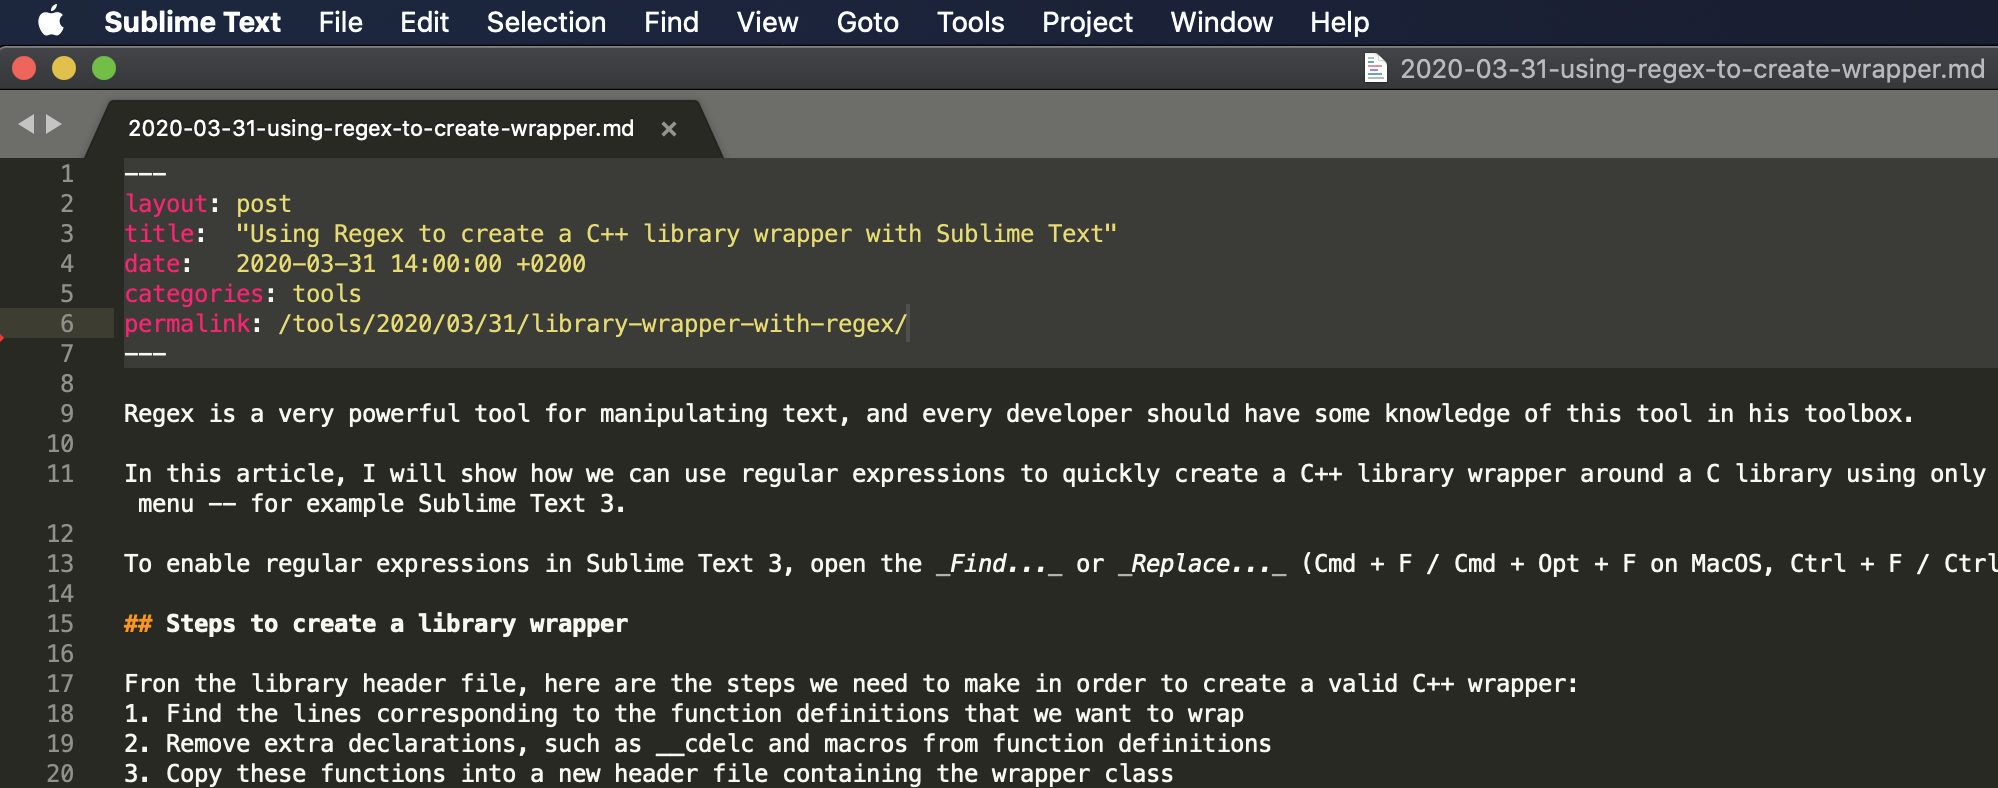 Sublime Text File Edit Selection Find View Goto Tools Project Window Help
2020-03-31-using-regex-to-create-wrapper.md
2020-03-31-using-regex-to-create-wrapper.md ×
1 ---
2 layout: post
3 title:  "Using Regex to create a C++ library wrapper with Sublime Text"
4 date:   2020-03-31 14:00:00 +0200
5 categories: tools
6 permalink: /tools/2020/03/31/library-wrapper-with-regex/
7 ---
8
9 Regex is a very powerful tool for manipulating text, and every developer should have some knowledge of this tool in his toolbox.
10
11 In this article, I will show how we can use regular expressions to quickly create a C++ library wrapper around a C library using only
menu -- for example Sublime Text 3.
12
13 To enable regular expressions in Sublime Text 3, open the _Find..._ or _Replace..._ (Cmd + F / Cmd + Opt + F on MacOS, Ctrl + F / Ctrl
14
15 ## Steps to create a library wrapper
16
17 Fron the library header file, here are the steps we need to make in order to create a valid C++ wrapper:
18 1. Find the lines corresponding to the function definitions that we want to wrap
19 2. Remove extra declarations, such as __cdelc and macros from function definitions
20 3. Copy these functions into a new header file containing the wrapper class